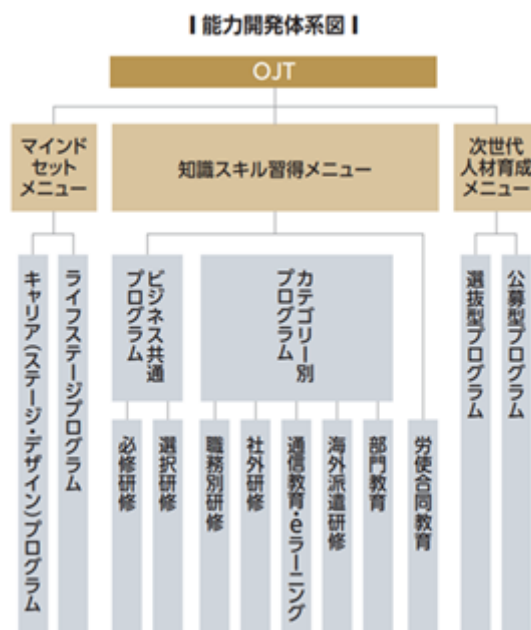 ┃能力開発体系図┃
OJT
マインド
セット
メニュー
知識スキル習得メニュー
次世代
人材育成
メニュー
キャリア(ステージ・デザイン)プログラム
ライフステージプログラム
ビジネス共通
プログラム
必修研修
選択研修
カテゴリー別
プログラム
職務別研修
社外研修
通信教育・eラーニング
海外派遣研修
部門教育
労使合同教育
選抜型プログラム
公募型プログラム